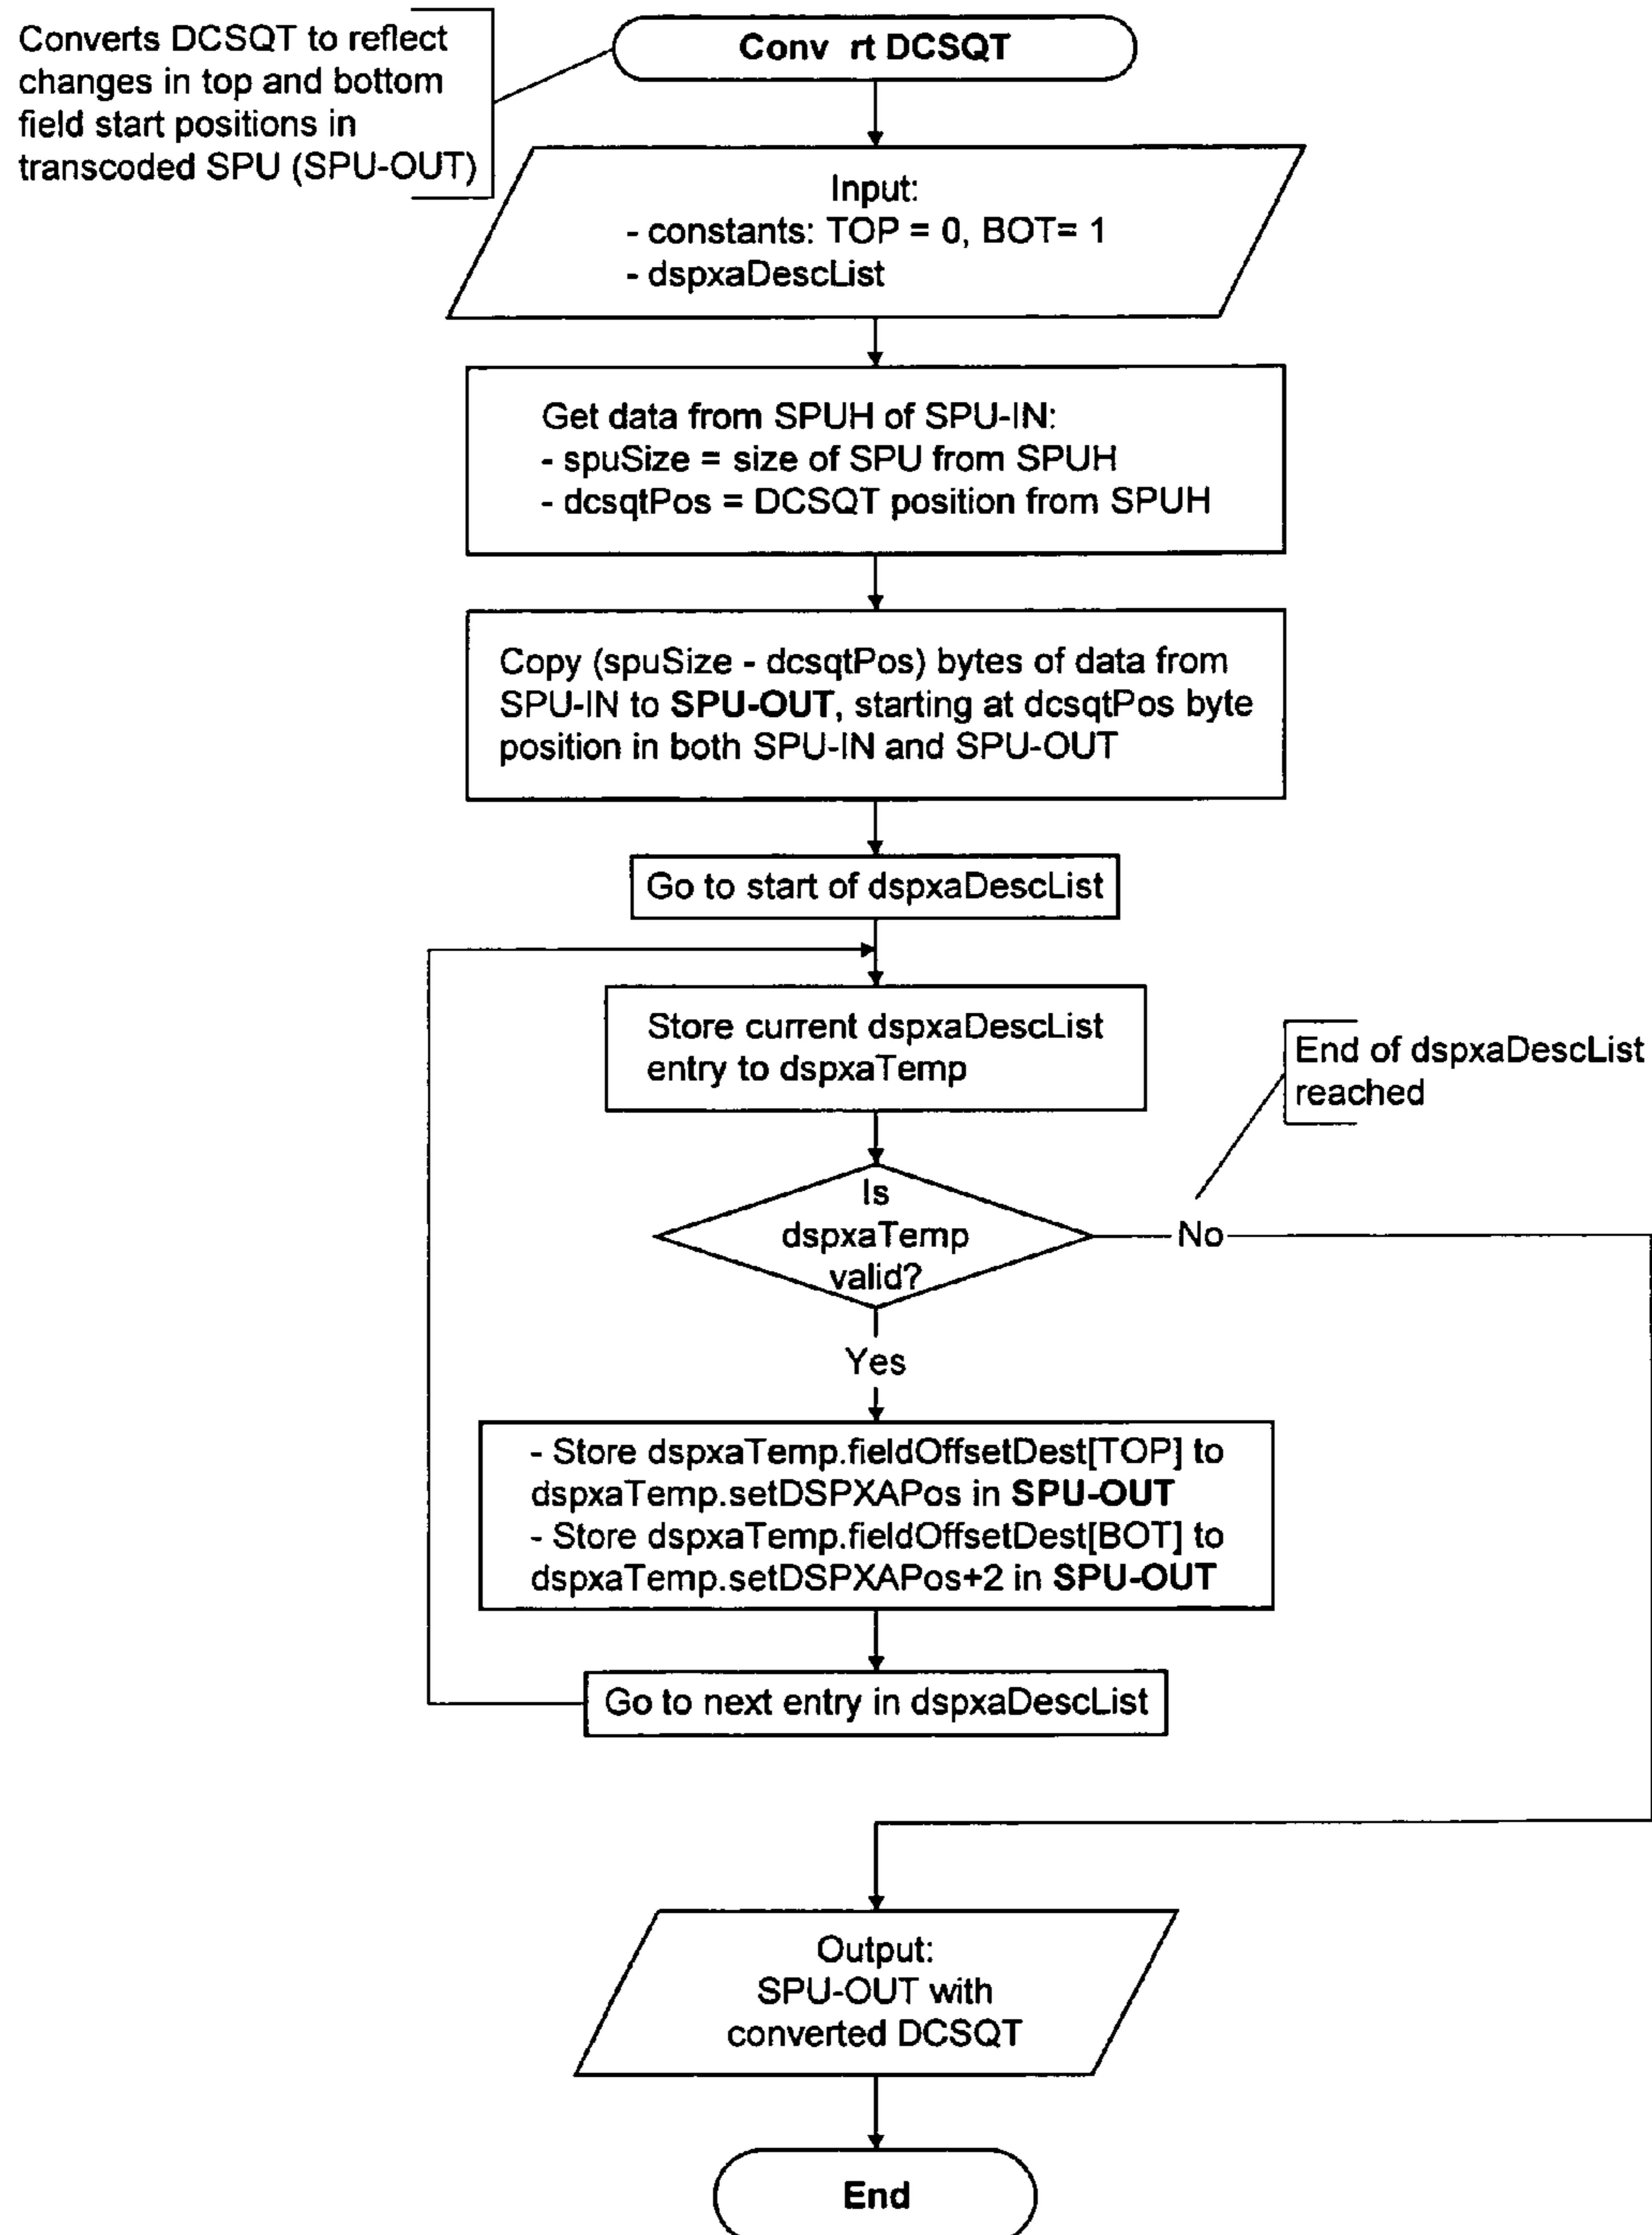 Converts DCSQT to reflect
changes in top and bottom
field start positions in
transcoded SPU (SPU-OUT)
Conv rt DCSQT
Input:
- constants: TOP = 0, BOT= 1
- dspxaDescList
Get data from SPUH of SPU-IN:
- spuSize = size of SPU from SPUH
- dcsqtPos = DCSQT position from SPUH
Copy (spuSize - dcsqtPos) bytes of data from
SPU-IN to SPU-OUT, starting at dcsqtPos byte
position in both SPU-IN and SPU-OUT
Go to start of dspxaDescList
Store current dspxaDescList
entry to dspxaTemp
End of dspxaDescList
reached
Is
dspxaTemp
valid?
No
Yes
- Store dspxaTemp.fieldOffsetDest[TOP] to
dspxaTemp.setDSPXAPos in SPU-OUT
- Store dspxaTemp.fieldOffsetDest[BOT] to
dspxaTemp.setDSPXAPos+2 in SPU-OUT
Go to next entry in dspxaDescList
Output:
SPU-OUT with
converted DCSQT
End